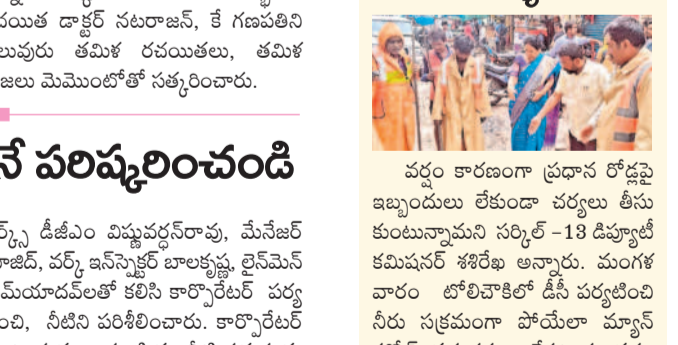 దయిత డాక్టర్ నటరాజన్, కే గణపతిని
లువురు తమిళ రచయితలు, తమిళ
జలు మెమొంటోతో సత్కరించారు.
నే పరిష్కరించండి
ర్క్స్ డీజీఎం విష్ణువర్ధన్‌రావు, మేనేజర్
ాజిద్, వర్క్ ఇన్‌స్పెక్టర్ బాలకృష్ణ, లైన్‌మెన్
మ్‌యాదవ్‌లతో కలిసి కార్పొరేటర్ పర్య
ంచి, నీటిని పరిశీలించారు. కార్పొరేటర్
వర్షం కారణంగా ప్రధాన రోడ్లపై
ఇబ్బందులు లేకుండా చర్యలు తీసు
కుంటున్నామని సర్కిల్ -13 డిప్యూటీ
కమిషనర్ శశిరేఖ అన్నారు. మంగళ
వారం టోలిచౌకిలో డీసీ పర్యటించి
నీరు సక్రమంగా పోయేలా మ్యాన్